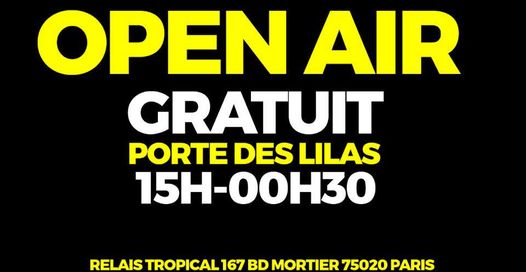 OPEN AIR
GRATUIT
PORTE DES LILAS
15H-00H30
RELAIS TROPICAL 167 BD MORTIER 75020 PARIS